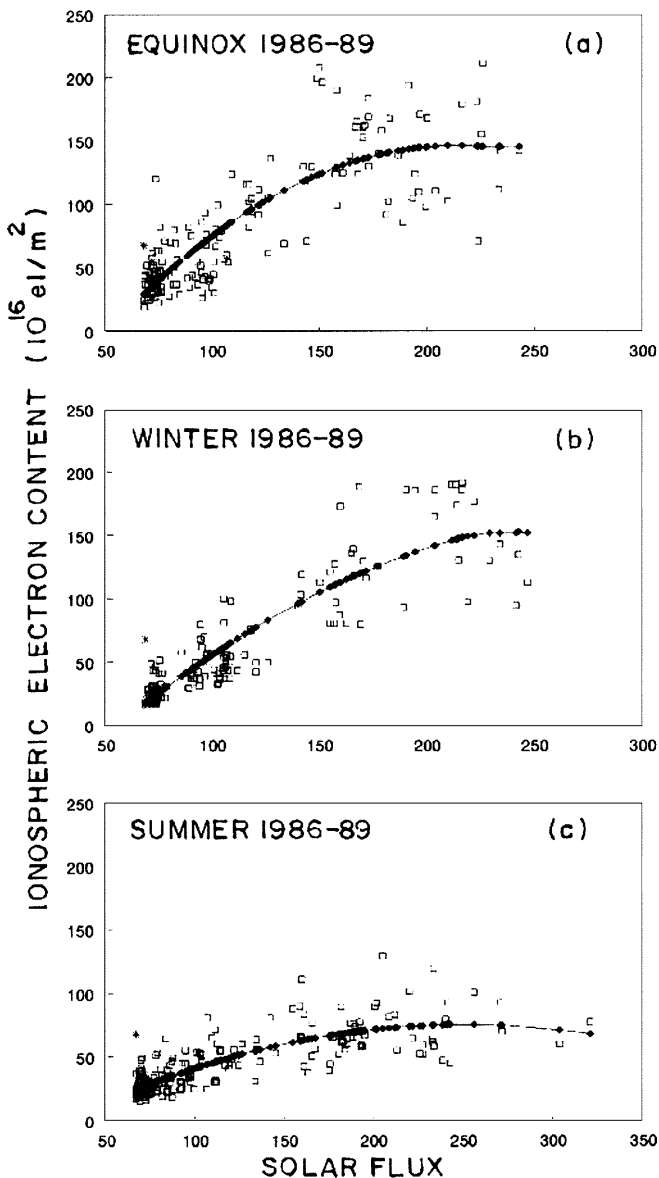 IONOSPHERIC ELECTRON CONTENT (10^16 el/m^2)
EQUINOX 1986-89 (a)
250
200
150
100
50
0
50 100 150 200 250 300
WINTER 1986-89 (b)
250
200
150
100
50
0
50 100 150 200 250 300
SUMMER 1986-89 (c)
250
200
150
100
50
0
50 100 150 200 250 300 350
SOLAR FLUX